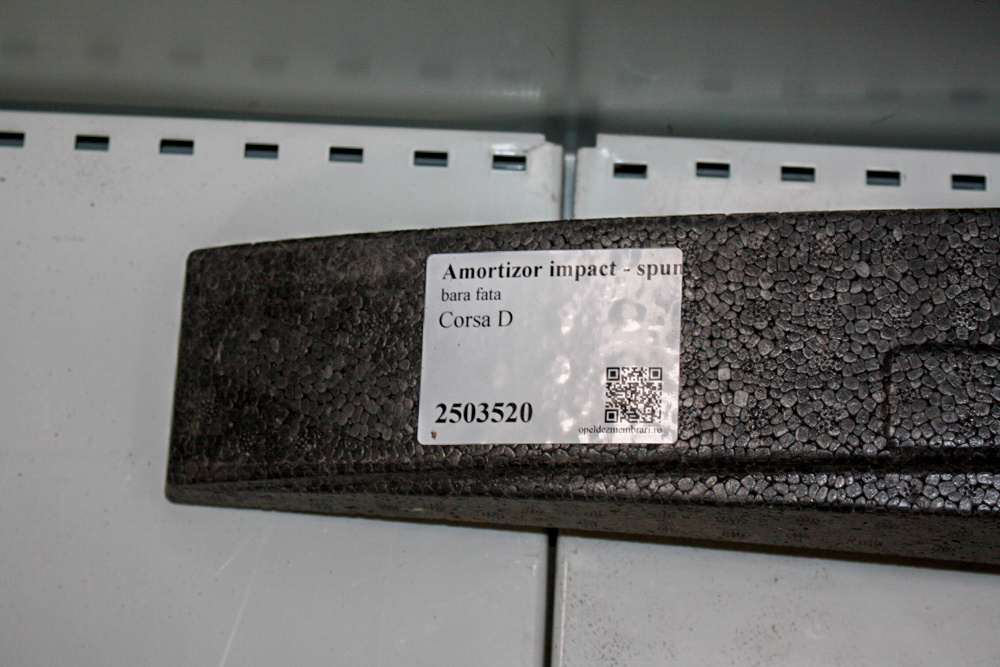 Amortizor impact - spun
bara fata
Corsa D
2503520
opeldezmembrari.ro